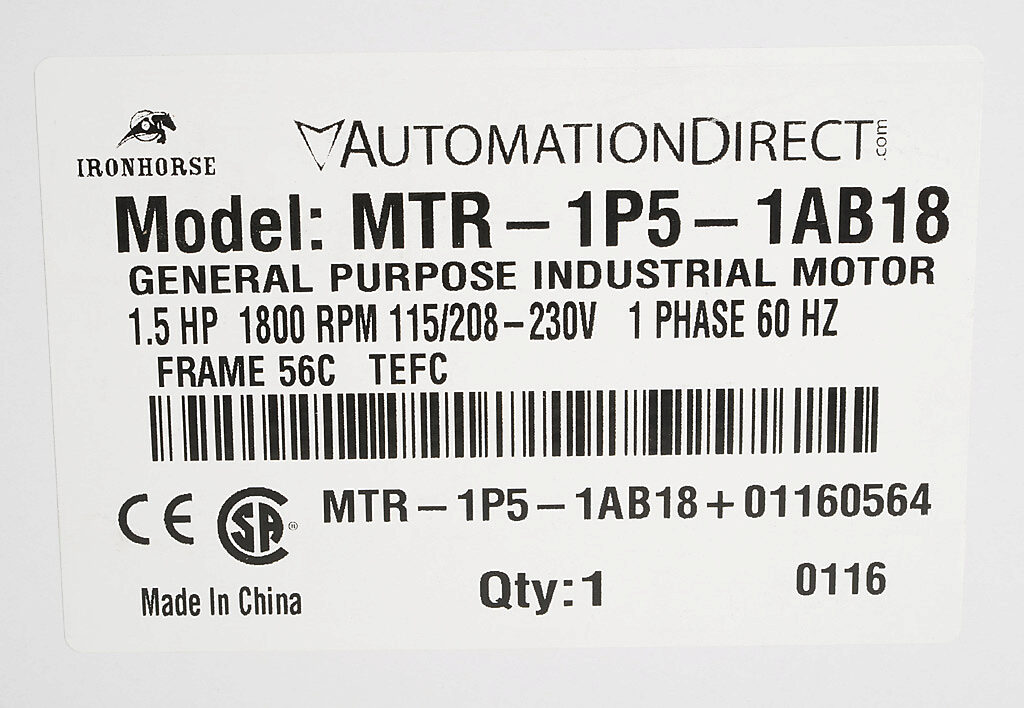 IRONHORSE
AUTOMATIONDIRECT.com
Model: MTR-1P5-1AB18
GENERAL PURPOSE INDUSTRIAL MOTOR
1.5 HP 1800 RPM 115/208-230V 1 PHASE 60 HZ
FRAME 56C TEFC
CE SA® MTR-1P5-1AB18+01160564
Made In China Qty:1 0116